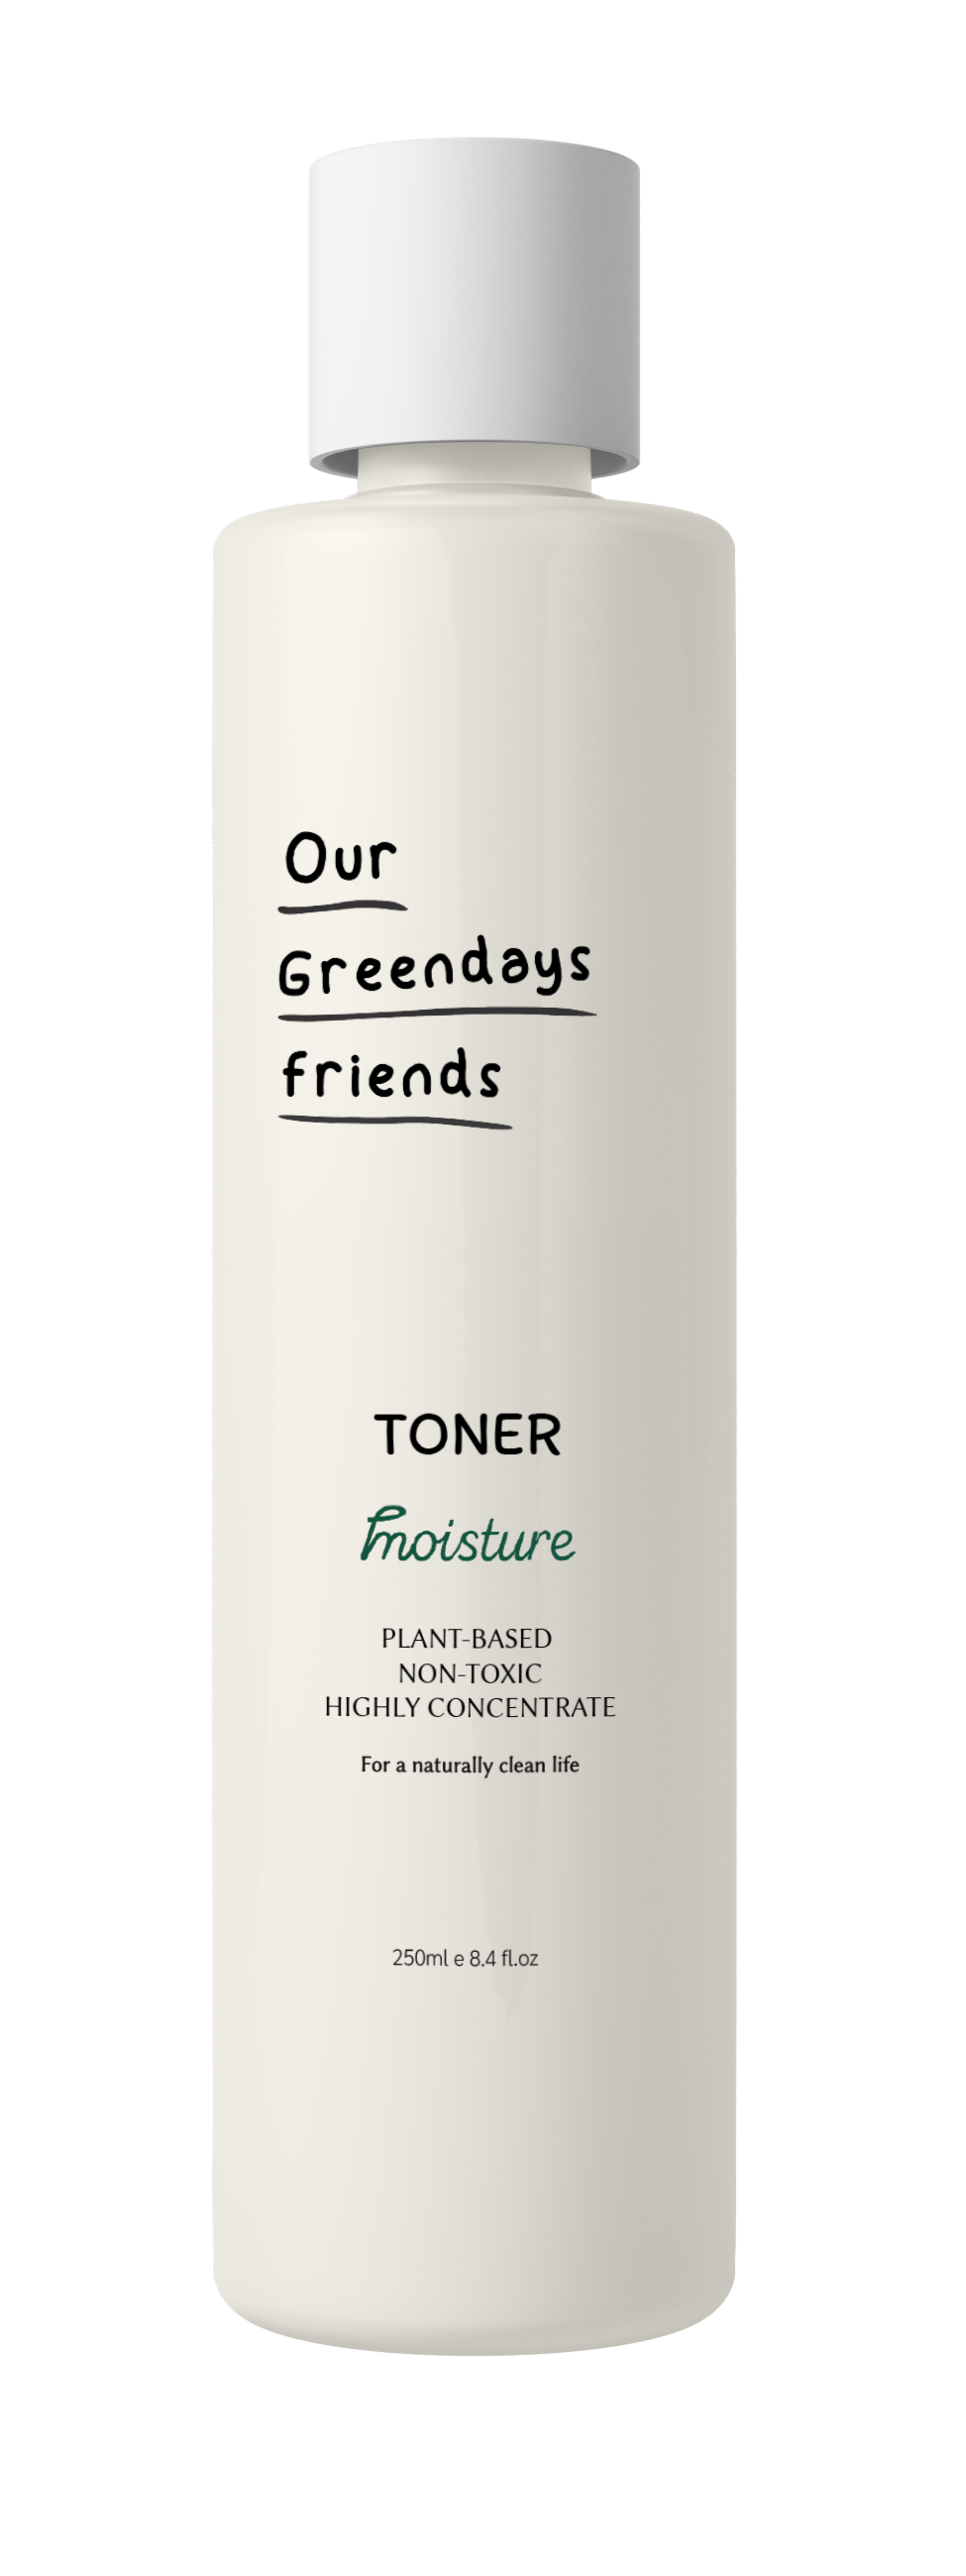 Our
Greendays
friends
TONER
moisture
PLANT-BASED
NON-TOXIC
HIGHLY CONCENTRATE
For a naturally clean life
250ml e 8.4 fl.oz